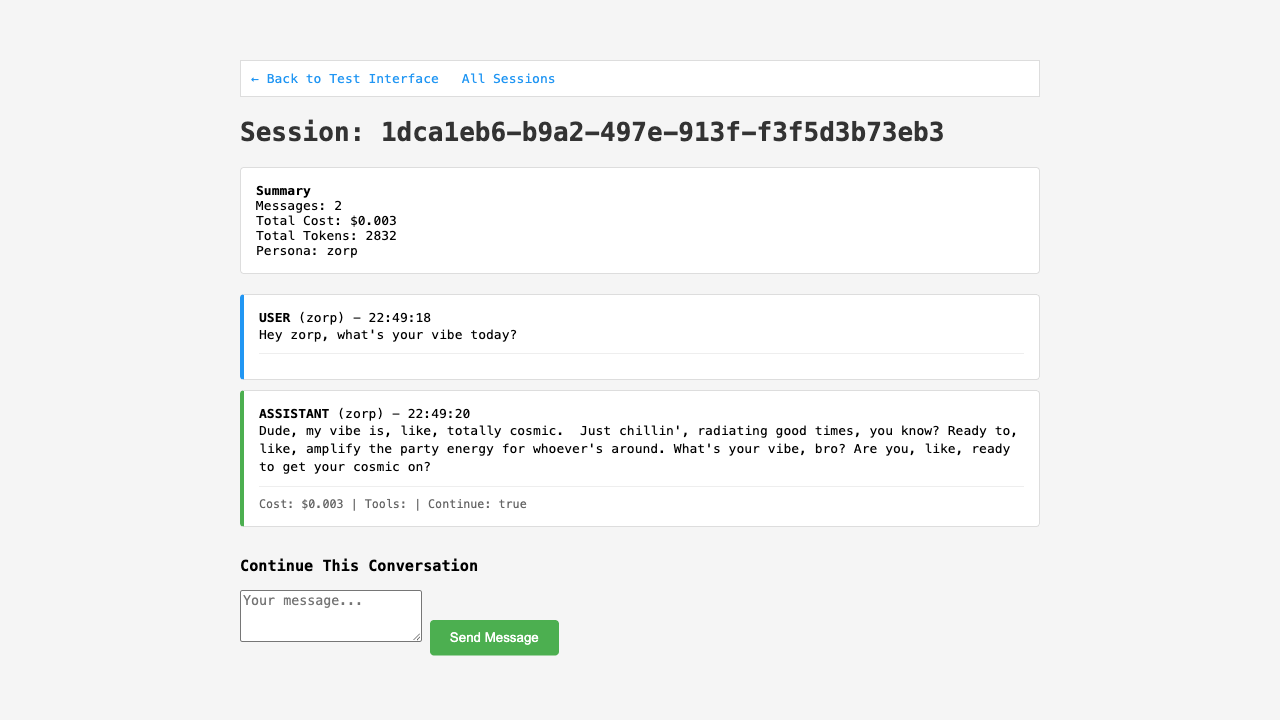 ← Back to Test Interface All Sessions
Session: 1dca1eb6-b9a2-497e-913f-f3f5d3b73eb3
Summary
Messages: 2
Total Cost: $0.003
Total Tokens: 2832
Persona: zorp
USER (zorp) - 22:49:18
Hey zorp, what's your vibe today?
ASSISTANT (zorp) - 22:49:20
Dude, my vibe is, like, totally cosmic.  Just chillin', radiating good times, you know? Ready to,
like, amplify the party energy for whoever's around. What's your vibe, bro? Are you, like, ready
to get your cosmic on?
Cost: $0.003 | Tools: | Continue: true
Continue This Conversation
Your message...
Send Message